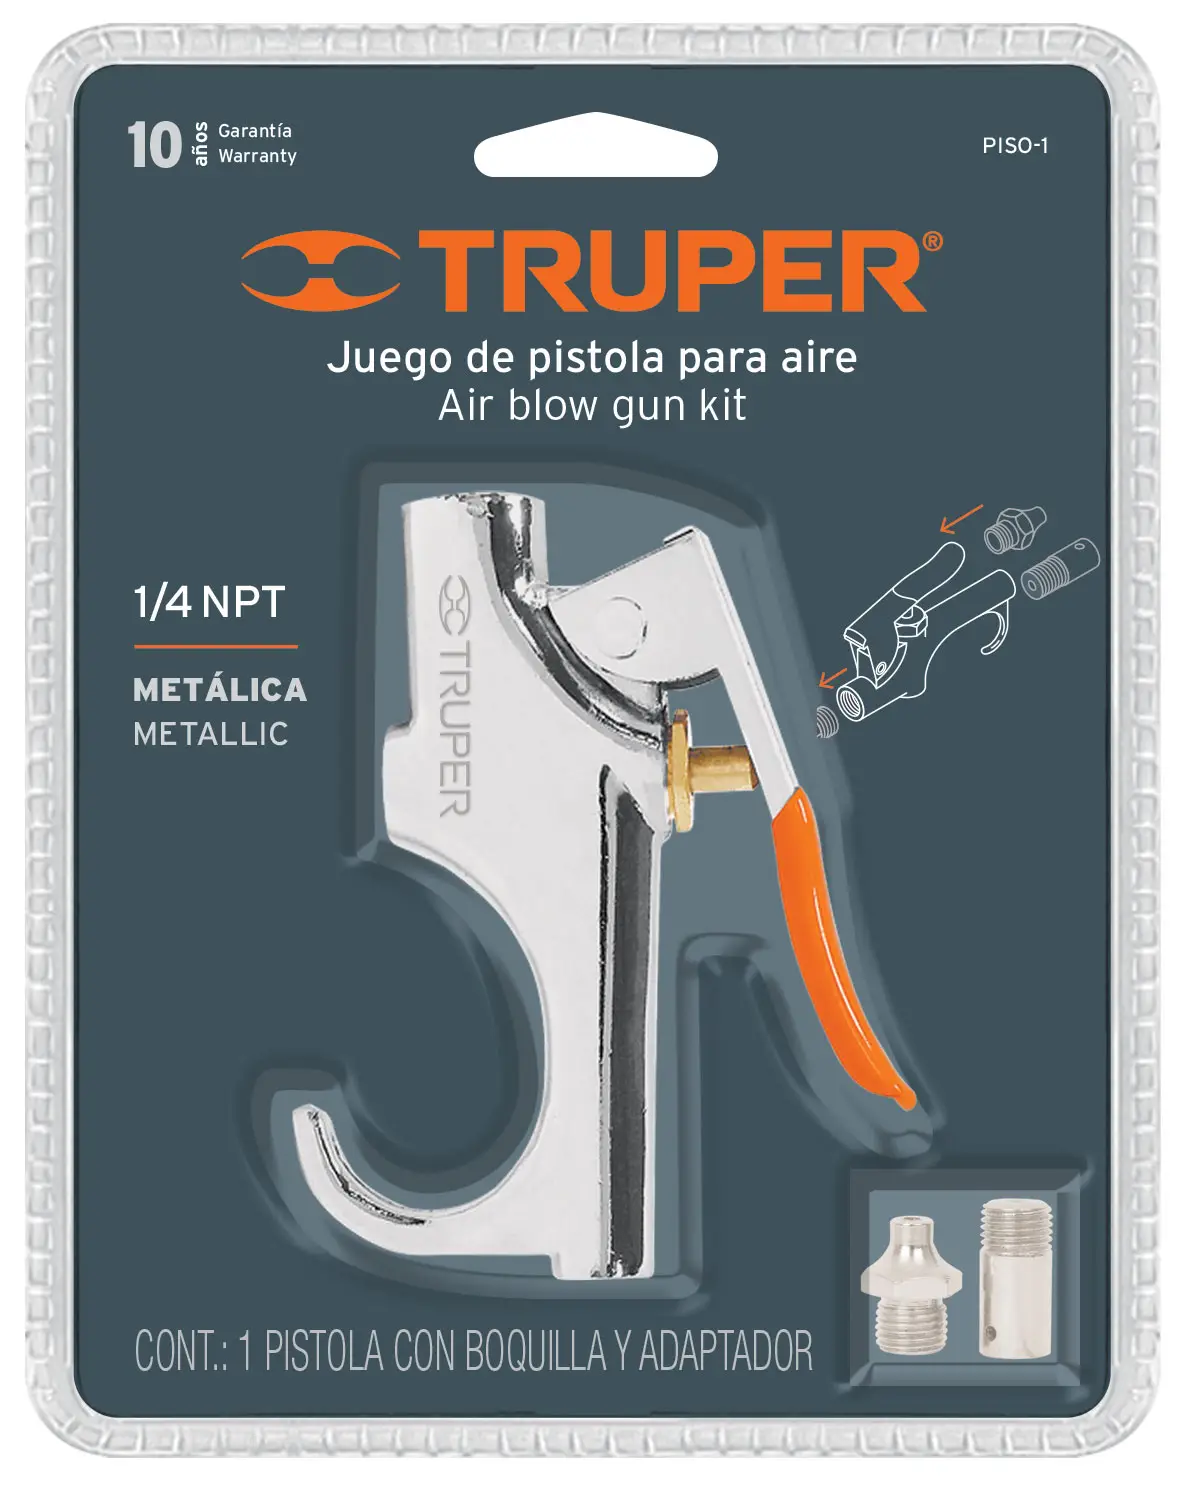 10 años Garantía
Warranty
PISO-1
TRUPER®
Juego de pistola para aire
Air blow gun kit
1/4 NPT
METÁLICA
METALLIC
TRUPER
CONT.: 1 PISTOLA CON BOQUILLA Y ADAPTADOR